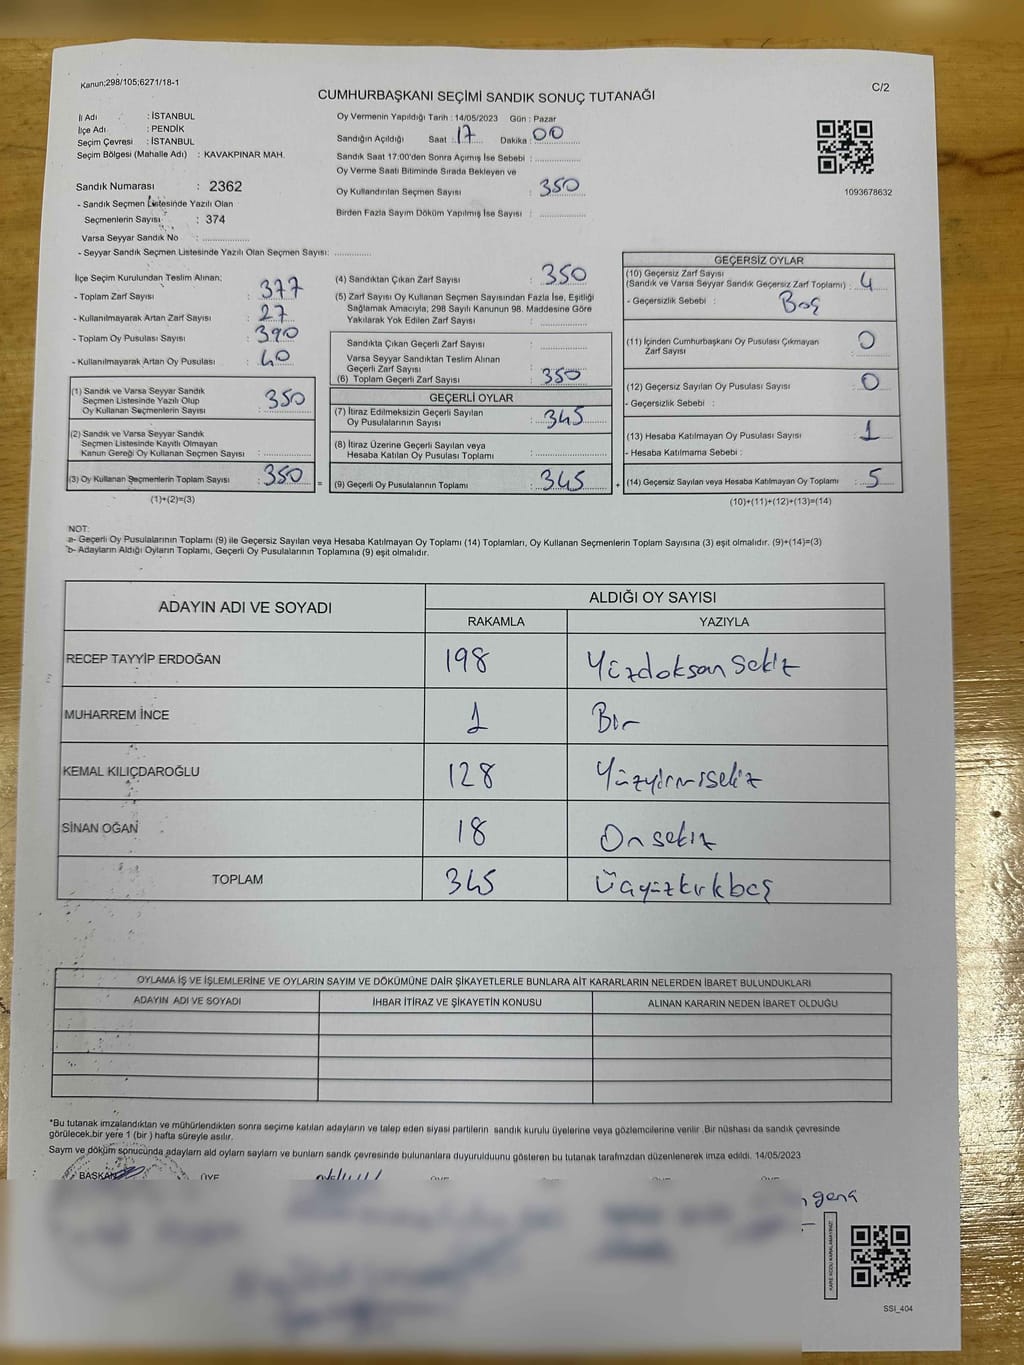 Kanun;298/105;6271/18-1
C/2
CUMHURBAŞKANI SEÇİMİ SANDIK SONUÇ TUTANAĞI
İl Adı : İSTANBUL
İlçe Adı : PENDİK
Seçim Çevresi : İSTANBUL
Seçim Bölgesi (Mahalle Adı) : KAVAKPINAR MAH.
Sandık Numarası : 2362
- Sandık Seçmen Listesinde Yazılı Olan
Seçmenlerin Sayısı : 374
Varsa Seyyar Sandık No : ................
- Seyyar Sandık Seçmen Listesinde Yazılı Olan Seçmen Sayısı: ............
Oy Vermenin Yapıldığı Tarih : 14/05/2023 Gün : Pazar
Sandığın Açıldığı Saat : 17 Dakika : 00
Sandık Saat 17:00'den Sonra Açımış İse Sebebi : ..............
Oy Verme Saati Bitiminde Sırada Bekleyen ve
Oy Kullandırılan Seçmen Sayısı : 350
Birden Fazla Sayım Döküm Yapılmış İse Sayısı : ..............
1093678632
İlçe Seçim Kurulundan Teslim Alınan;
- Toplam Zarf Sayısı : 377
- Kullanılmayarak Artan Zarf Sayısı : 27
- Toplam Oy Pusulası Sayısı : 390
- Kullanılmayarak Artan Oy Pusulası : 40
(1) Sandık ve Varsa Seyyar Sandık
Seçmen Listesinde Yazılı Olup
Oy Kullanan Seçmenlerin Sayısı : 350
(2) Sandık ve Varsa Seyyar Sandık
Seçmen Listesinde Kayıtlı Olmayan
Kanun Gereği Oy Kullanan Seçmen Sayısı : ..............
(3) Oy Kullanan Seçmenlerin Toplam Sayısı : 350 =
(1)+(2)=(3)
(4) Sandıktan Çıkan Zarf Sayısı : 350
(5) Zarf Sayısı Oy Kullanan Seçmen Sayısından Fazla İse, Eşitliği
Sağlamak Amacıyla; 298 Sayılı Kanunun 98. Maddesine Göre
Yakılarak Yok Edilen Zarf Sayısı : ..............
Sandıkta Çıkan Geçerli Zarf Sayısı : ..............
Varsa Seyyar Sandıktan Teslim Alınan
Geçerli Zarf Sayısı : ..............
(6) Toplam Geçerli Zarf Sayısı : 350
GEÇERLİ OYLAR
(7) İtiraz Edilmeksizin Geçerli Sayılan
Oy Pusulalarının Sayısı : 345
(8) İtiraz Üzerine Geçerli Sayılan veya
Hesaba Katılan Oy Pusulası Toplamı : ..............
(9) Geçerli Oy Pusulalarının Toplamı : 345 +
GEÇERSİZ OYLAR
(10) Geçersiz Zarf Sayısı
(Sandık ve Varsa Seyyar Sandık Geçersiz Zarf Toplamı) : 4
- Geçersizlik Sebebi : Boş
(11) İçinden Cumhurbaşkanı Oy Pusulası Çıkmayan
Zarf Sayısı : 0
(12) Geçersiz Sayılan Oy Pusulası Sayısı : 0
- Geçersizlik Sebebi :
(13) Hesaba Katılmayan Oy Pusulası Sayısı : 1
- Hesaba Katılmama Sebebi :
(14) Geçersiz Sayılan veya Hesaba Katılmayan Oy Toplamı : 5
(10)+(11)+(12)+(13)=(14)
NOT:
a- Geçerli Oy Pusulalarının Toplamı (9) ile Geçersiz Sayılan veya Hesaba Katılmayan Oy Toplamı (14) Toplamları, Oy Kullanan Seçmenlerin Toplam Sayısına (3) eşit olmalıdır. (9)+(14)=(3)
b- Adayların Aldığı Oyların Toplamı, Geçerli Oy Pusulalarının Toplamına (9) eşit olmalıdır.
ADAYIN ADI VE SOYADI ALDIĞI OY SAYISI
RAKAMLA YAZIYLA
RECEP TAYYİP ERDOĞAN 198 Yüzdoksan sekiz
MUHARREM İNCE 1 Bir
KEMAL KILIÇDAROĞLU 128 Yüzyirmisekiz
SİNAN OĞAN 18 On sekiz
TOPLAM 345 Üçyüzkırkbeş
OYLAMA İŞ VE İŞLEMLERİNE VE OYLARIN SAYIM VE DÖKÜMÜNE DAİR ŞİKAYETLERLE BUNLARA AİT KARARLARIN NELERDEN İBARET BULUNDUKLARI
ADAYIN ADI VE SOYADI İHBAR İTİRAZ VE ŞİKAYETİN KONUSU ALINAN KARARIN NEDEN İBARET OLDUĞU
*Bu tutanak imzalandıktan ve mühürlendikten sonra seçime katılan adayların ve talep eden siyasi partilerin sandık kurulu üyelerine veya gözlemcilerine verilir .Bir nüshası da sandık çevresinde
görülecek bir yere 1 (bir ) hafta süreyle asılır.
Sayım ve döküm sonucunda adayların ald oyların sayıları ve bunların sandık çevresinde bulunanlara duyurulduunu gösteren bu tutanak tarafmzdan düzenlenerek imza edildi. 14/05/2023
BAŞKAN ÜYE
SSI_404